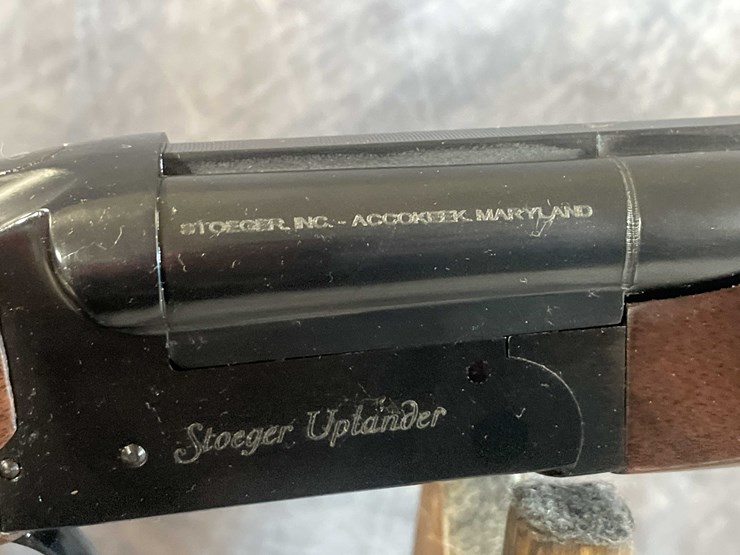 STOEGER, INC. - ACCOKEEK, MARYLAND
Stoeger Uplander